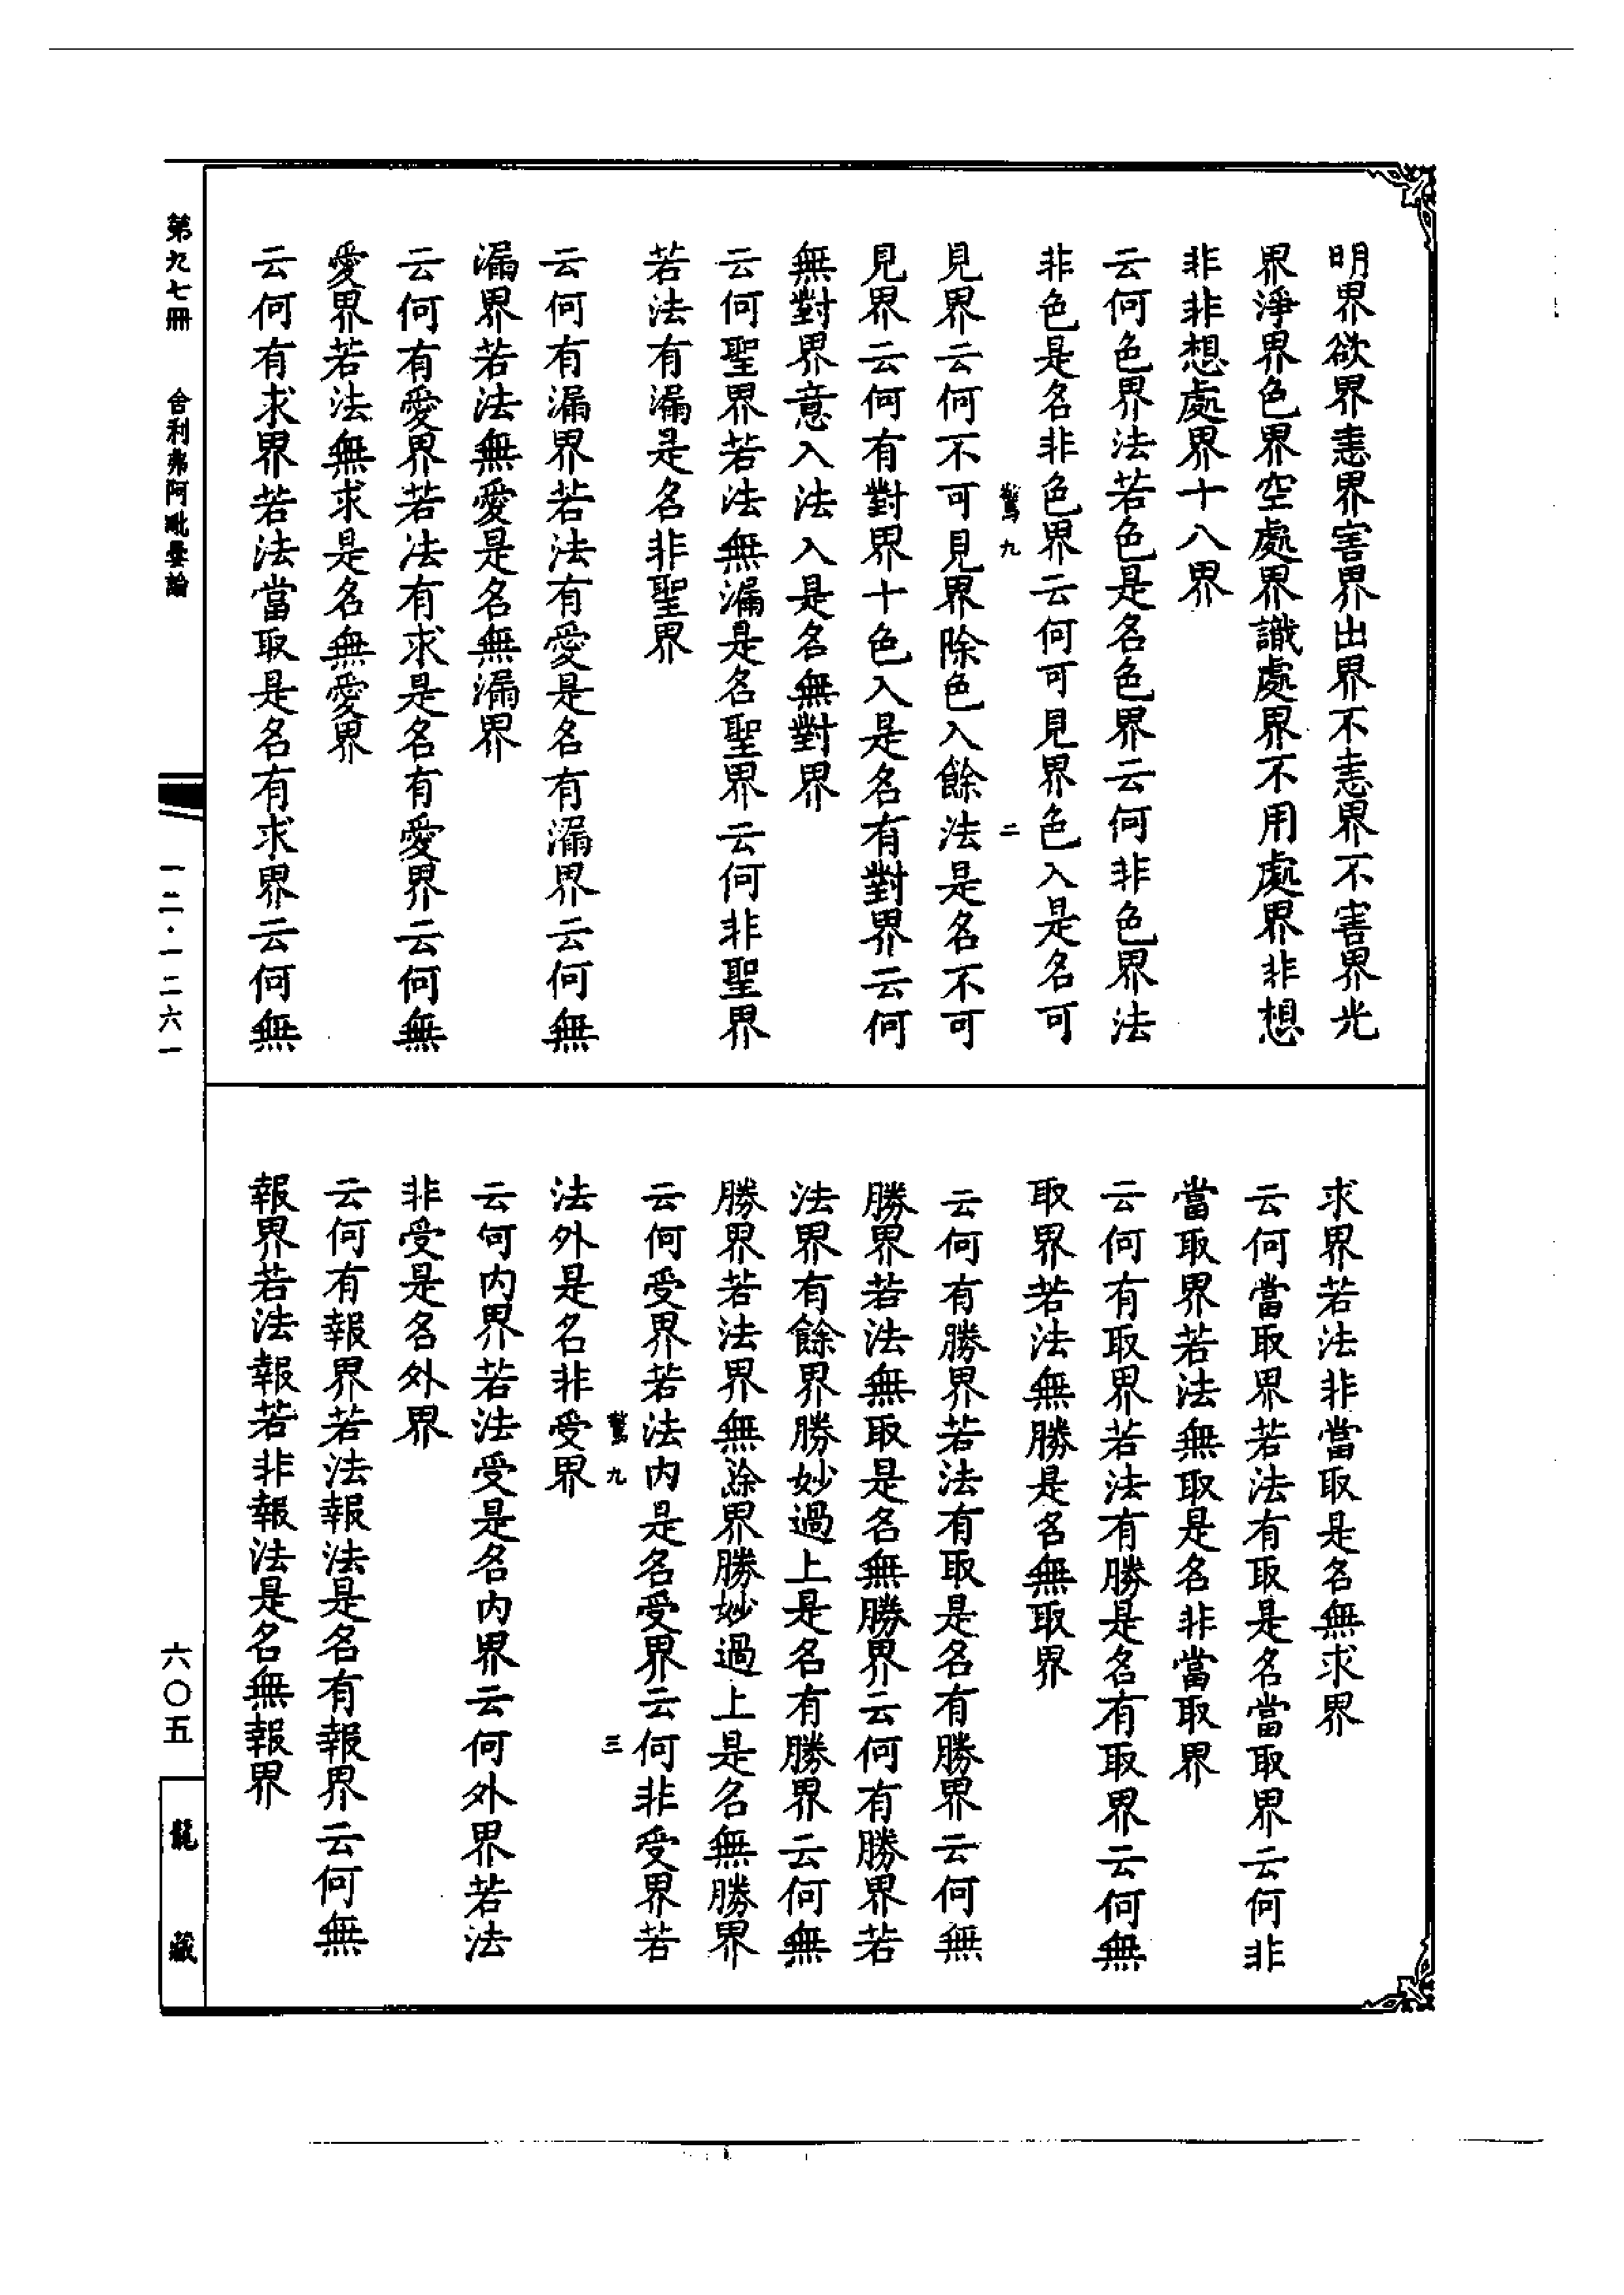 明界欲界恚界害界出界不恚界不害界光
界淨界色界空處界識處界不用處界非想
非非想處界十八界
云何色界法若色是名色界云何非色界法
非色是名非色界云何可見界色入是名可
鷲九 二
見界云何不可見界除色入餘法是名不可
見界云何有對界十色入是名有對界云何
無對界意入法入是名無對界
云何聖界若法無漏是名聖界云何非聖界
若法有漏是名非聖界
云何有漏界若法有愛是名有漏界云何無
漏界若法無愛是名無漏界
云何有愛界若法有求是名有愛界云何無
愛界若法無求是名無愛界
云何有求界若法當取是名有求界云何無
求界若法非當取是名無求界
云何當取界若法有取是名當取界云何非
當取界若法無取是名非當取界
云何有取界若法有勝是名有取界云何無
取界若法無勝是名無取界
云何有勝界若法有取是名有勝界云何無
勝界若法無取是名無勝界云何有勝界若
法界有餘界勝妙過上是名有勝界云何無
勝界若法界無餘界勝妙過上是名無勝界
云何受界若法內是名受界云何非受界若
鷲九 三
法外是名非受界
云何內界若法受是名內界云何外界若法
非受是名外界
云何有報界若法報法是名有報界云何無
報界若法報若非報法是名無報界
第九七冊 舍利弗阿毗曇論
一二·一二六一
六〇五
龍藏